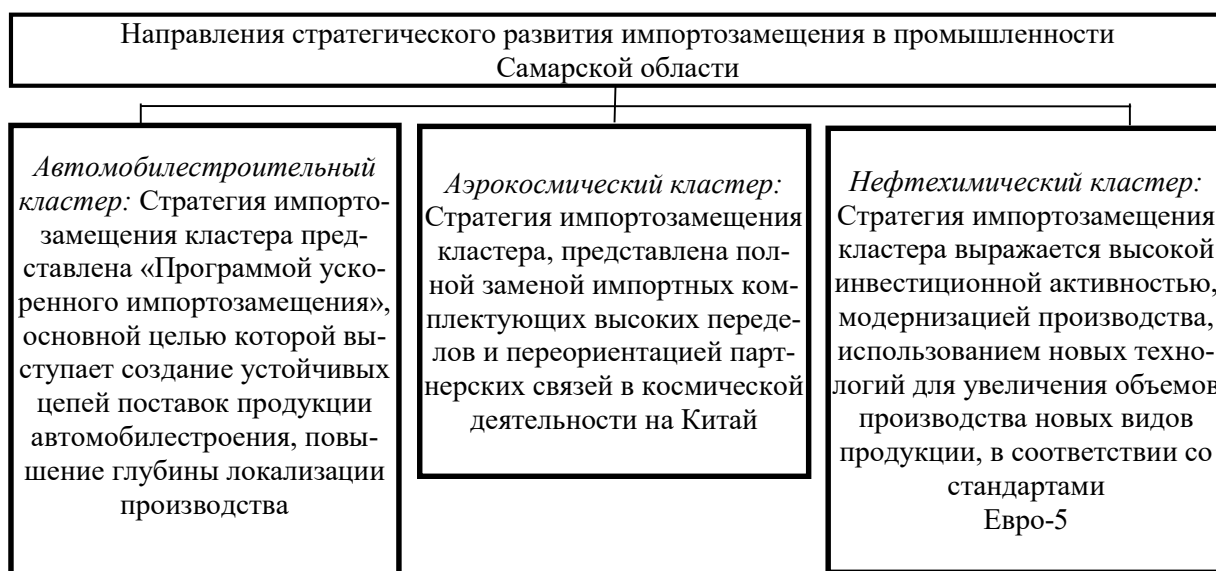 Направления стратегического развития импортозамещения в промышленности
Самарской области
Автомобилестроительный
кластер: Стратегия импорто-
замещения кластера пред-
ставлена «Программой уско-
ренного импортозамещения»,
основной целью которой вы-
ступает создание устойчивых
цепей поставок продукции
автомобилестроения, повы-
шение глубины локализации
производства
Аэрокосмический кластер:
Стратегия импортозамещения
кластера, представлена пол-
ной заменой импортных ком-
плектующих высоких переде-
лов и переориентацией парт-
нерских связей в космической
деятельности на Китай
Нефтехимический кластер:
Стратегия импортозамещения
кластера выражается высокой
инвестиционной активностью,
модернизацией производства,
использованием новых техно-
логий для увеличения объемов
производства новых видов
продукции, в соответствии со
стандартами
Евро-5